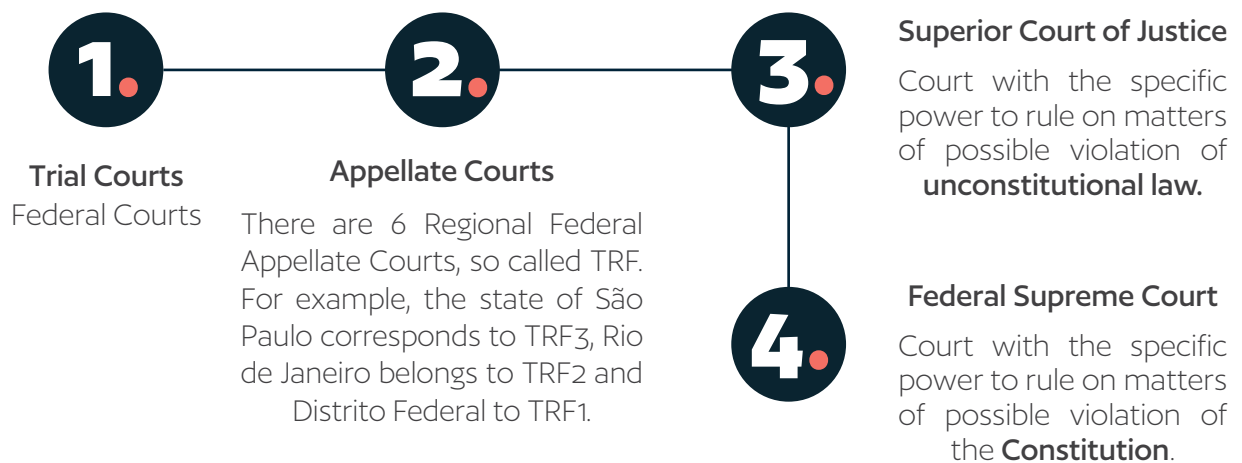 1.
Trial Courts
Federal Courts
2.
Appellate Courts
There are 6 Regional Federal
Appellate Courts, so called TRF.
For example, the state of São
Paulo corresponds to TRF3, Rio
de Janeiro belongs to TRF2 and
Distrito Federal to TRF1.
3.
Superior Court of Justice
Court with the specific
power to rule on matters
of possible violation of
unconstitutional law.
4.
Federal Supreme Court
Court with the specific
power to rule on matters
of possible violation of
the Constitution.